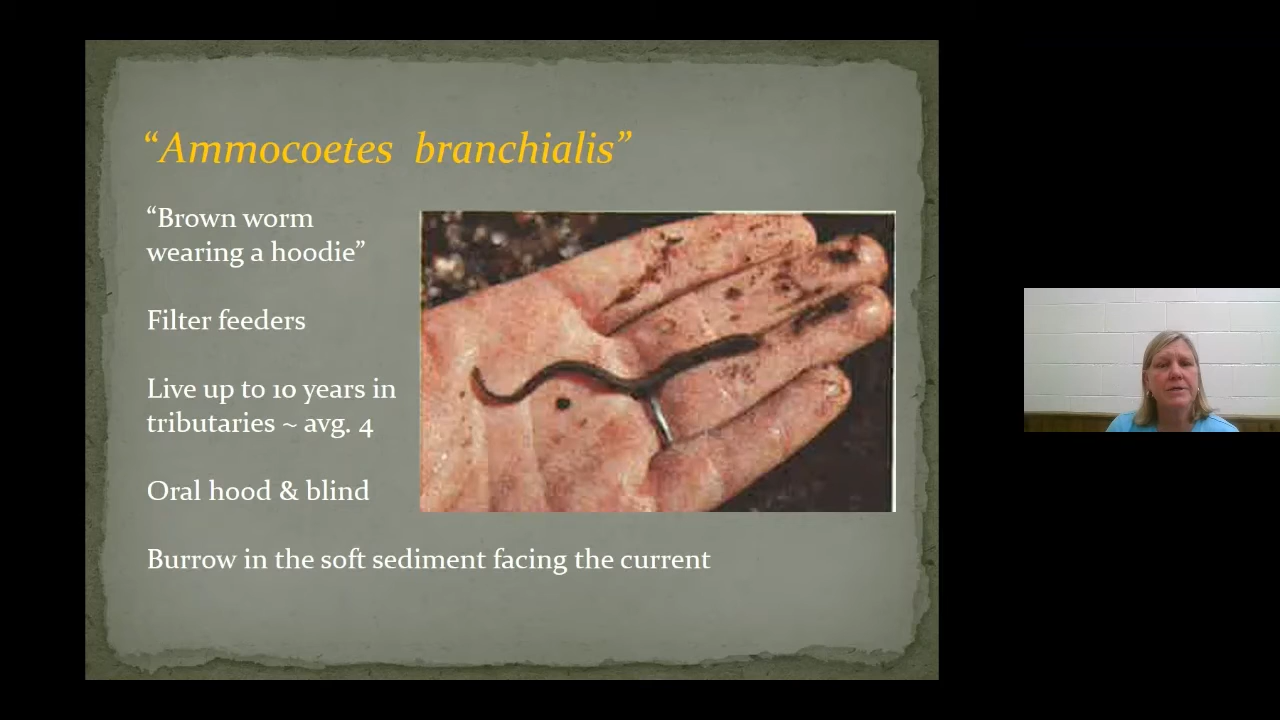 “Ammocoetes branchialis”
“Brown worm
wearing a hoodie”
Filter feeders
Live up to 10 years in
tributaries ~ avg. 4
Oral hood & blind
Burrow in the soft sediment facing the current